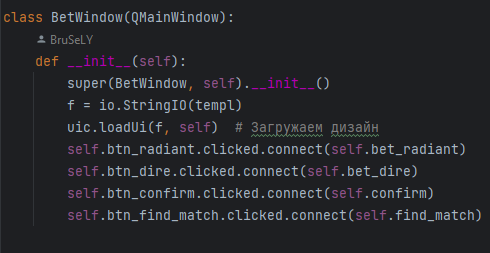 class BetWindow(QMainWindow):
BruSeLY
def __init__(self):
super(BetWindow, self).__init__()
f = io.StringIO(templ)
uic.loadUi(f, self)  # Загружаем дизайн
self.btn_radiant.clicked.connect(self.bet_radiant)
self.btn_dire.clicked.connect(self.bet_dire)
self.btn_confirm.clicked.connect(self.confirm)
self.btn_find_match.clicked.connect(self.find_match)